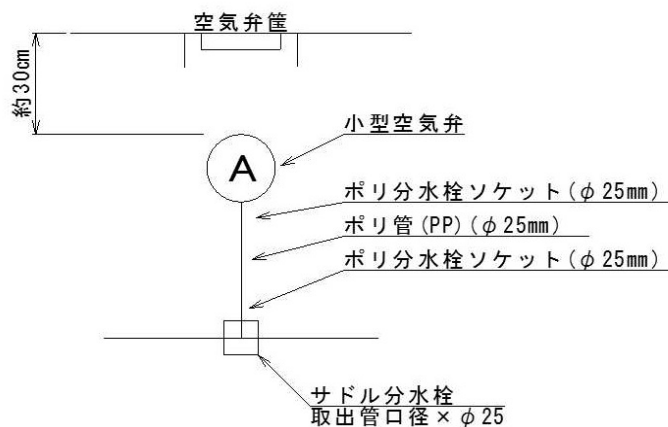 空気弁筐
約30cm
小型空気弁
A
ポリ分水栓ソケット(φ25mm)
ポリ管(PP)(φ25mm)
ポリ分水栓ソケット(φ25mm)
サドル分水栓
取出管口径×φ25